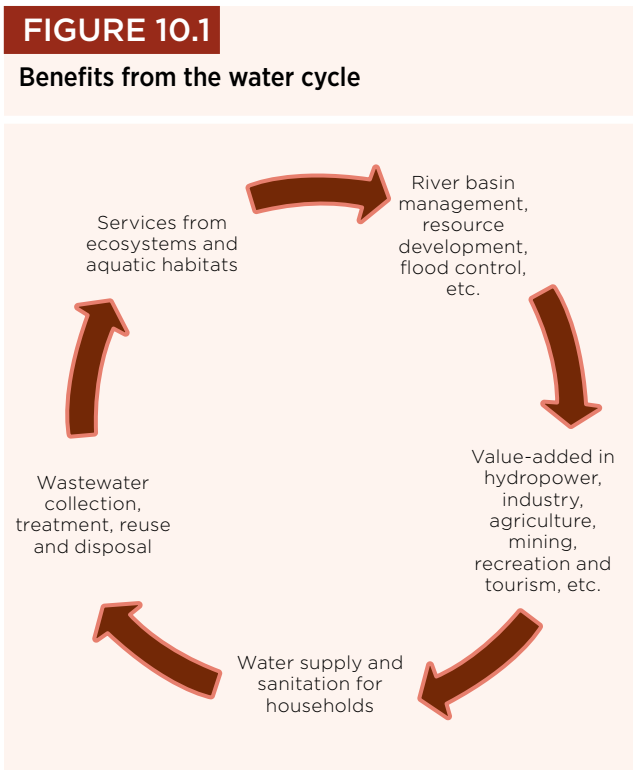 FIGURE 10.1
Benefits from the water cycle
Services from
ecosystems and
aquatic habitats
River basin
management,
resource
development,
flood control,
etc.
Value-added in
hydropower,
industry,
agriculture,
mining,
recreation and
tourism, etc.
Water supply and
sanitation for
households
Wastewater
collection,
treatment, reuse
and disposal